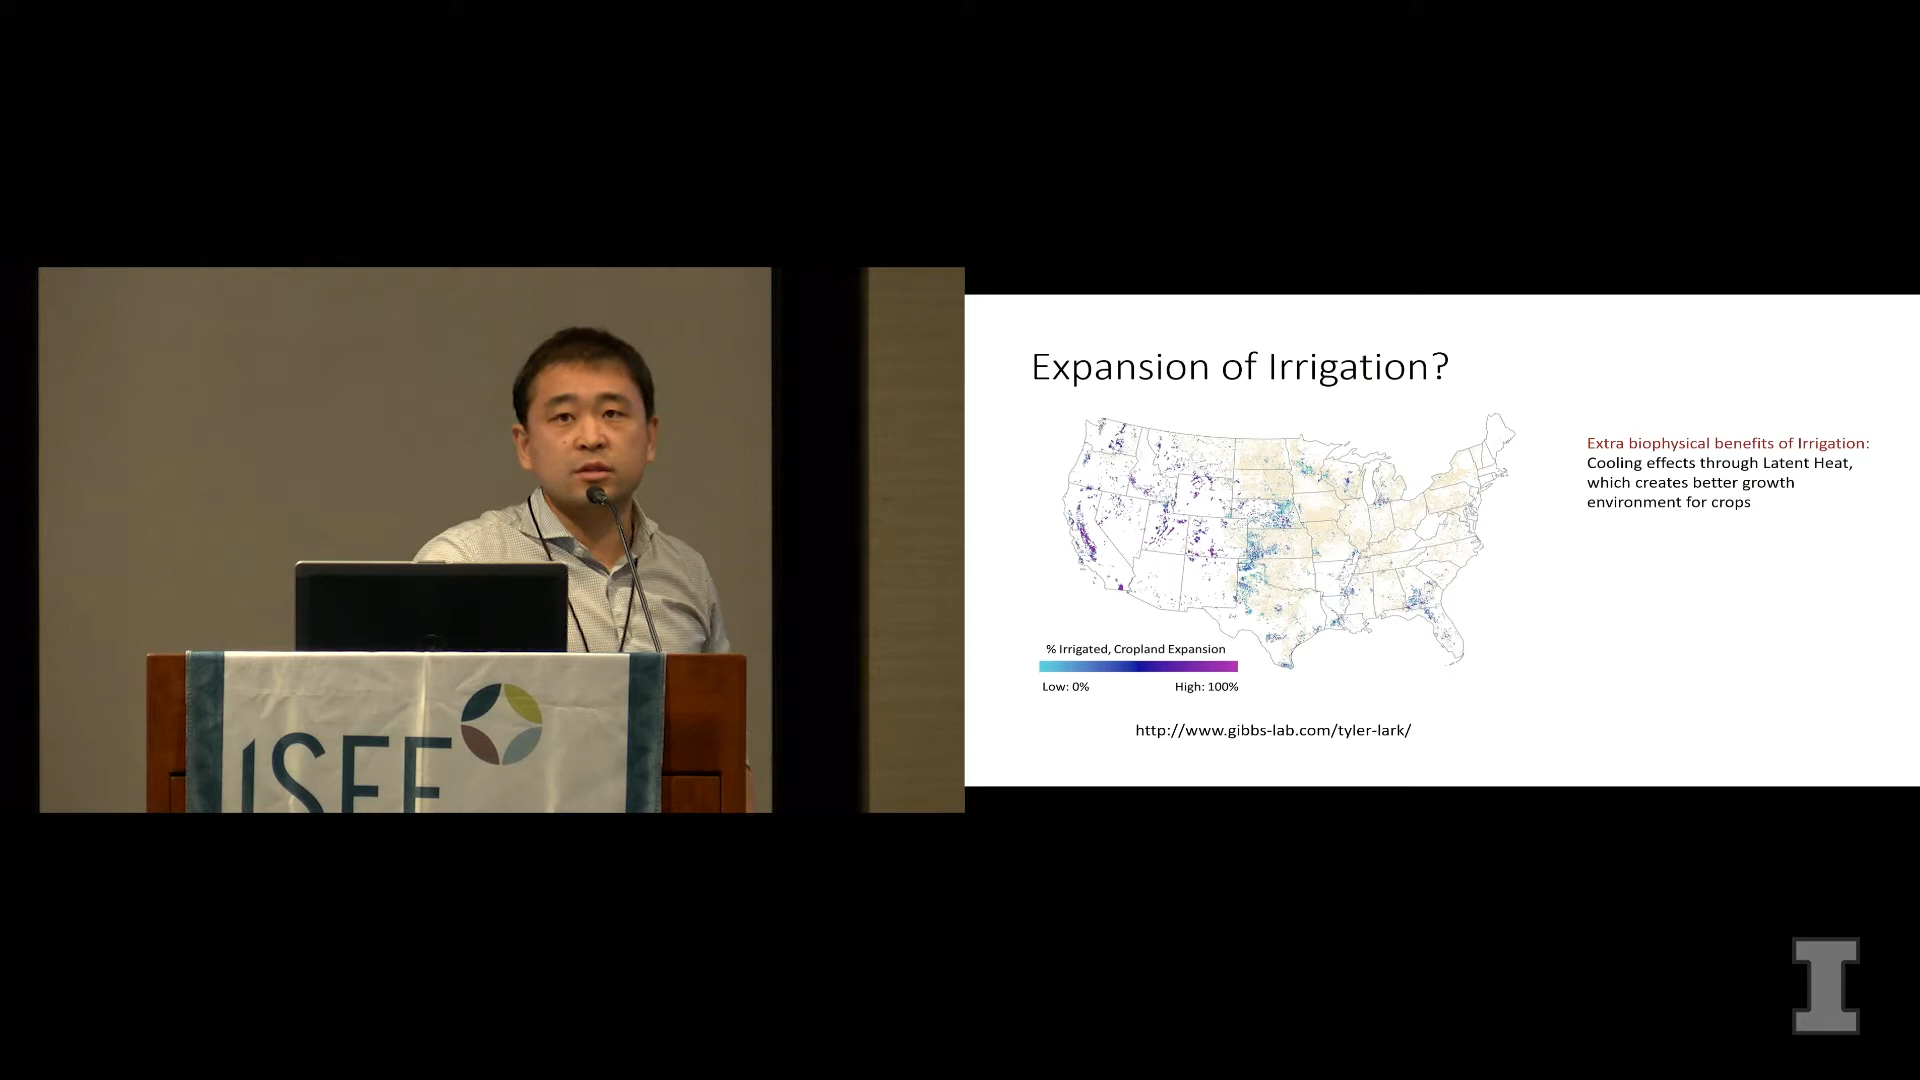 Expansion of Irrigation?
Extra biophysical benefits of Irrigation:
Cooling effects through Latent Heat,
which creates better growth
environment for crops
% Irrigated, Cropland Expansion
Low: 0%
High: 100%
http://www.gibbs-lab.com/tyler-lark/
ISEE
I